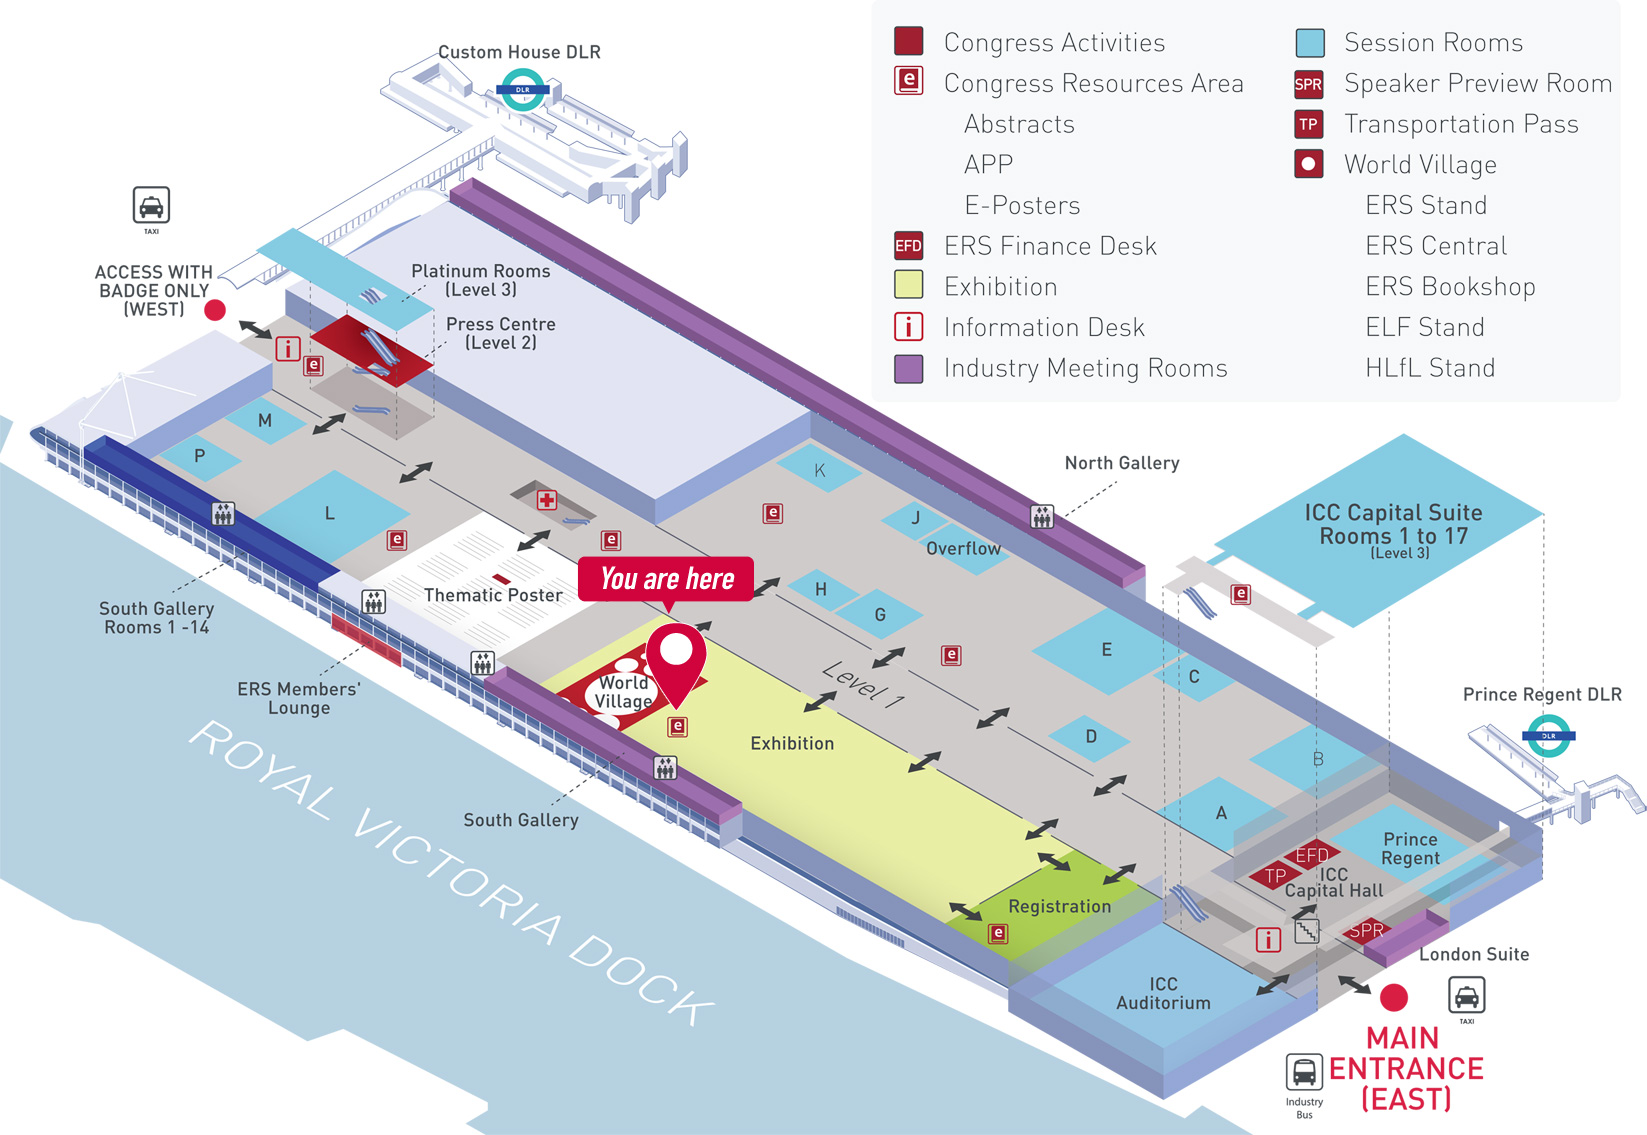 Custom House DLR
DLR
TAXI
ACCESS WITH
BADGE ONLY
(WEST)
Platinum Rooms
(Level 3)
Press Centre
(Level 2)
Congress Activities
e
Congress Resources Area
Abstracts
APP
E-Posters
EFD
ERS Finance Desk
Exhibition
i
Information Desk
Industry Meeting Rooms
Session Rooms
SPR
Speaker Preview Room
TP
Transportation Pass
World Village
ERS Stand
ERS Central
ERS Bookshop
ELF Stand
HLfL Stand
i
e
M
P
L
e
e
e
K
J
Overflow
North Gallery
ICC Capital Suite
Rooms 1 to 17
(Level 3)
e
You are here
Thematic Poster
H
G
E
C
e
South Gallery
Rooms 1 -14
ERS Members'
Lounge
World
Village
e
Level 1
Exhibition
D
B
A
Prince Regent DLR
DLR
South Gallery
Prince
Regent
EFD
TP
ICC
Capital Hall
Registration
e
i
SPR
London Suite
ICC
Auditorium
TAXI
MAIN
ENTRANCE
(EAST)
Industry
Bus
ROYAL VICTORIA DOCK